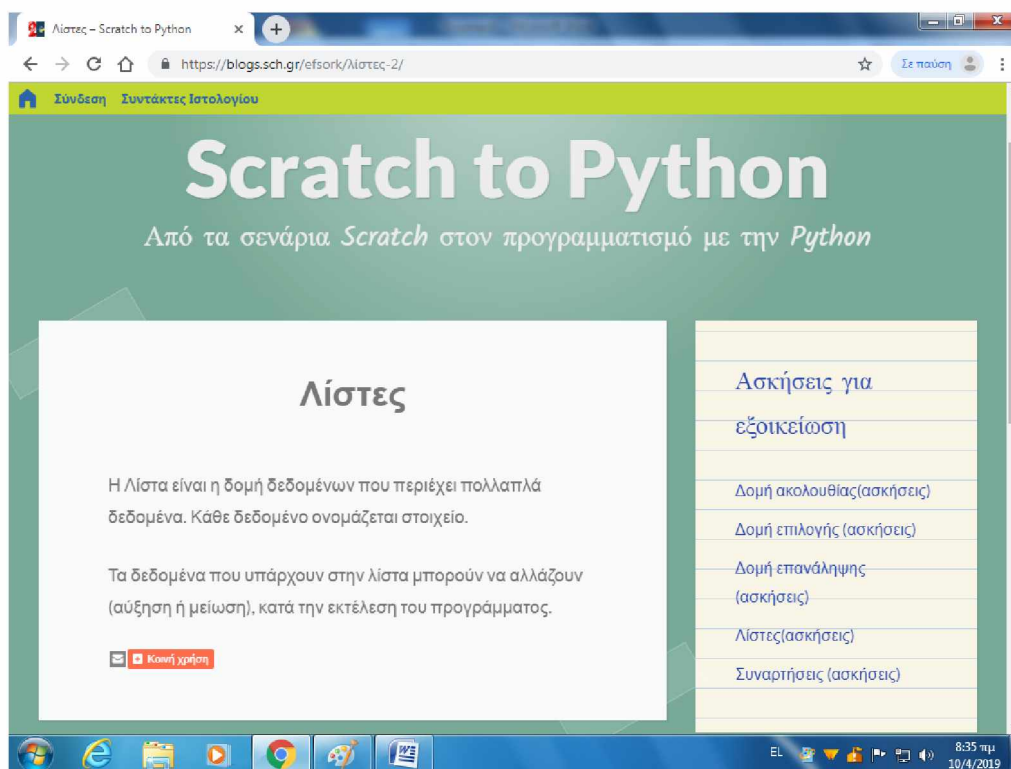 Λίστες – Scratch to Python
https://blogs.sch.gr/efsork/λίστες-2/
Σε παύση
Σύνδεση Συντάκτες Ιστολογίου
Scratch to Python
Από τα σενάρια Scratch στον προγραμματισμό με την Python
Λίστες
Η Λίστα είναι η δομή δεδομένων που περιέχει πολλαπλά
δεδομένα. Κάθε δεδομένο ονομάζεται στοιχείο.
Τα δεδομένα που υπάρχουν στην λίστα μπορούν να αλλάζουν
(αύξηση ή μείωση), κατά την εκτέλεση του προγράμματος.
Κοινή χρήση
Ασκήσεις για
εξοικείωση
Δομή ακολουθίας(ασκήσεις)
Δομή επιλογής (ασκήσεις)
Δομή επανάληψης
(ασκήσεις)
Λίστες(ασκήσεις)
Συναρτήσεις (ασκήσεις)
EL
8:35 πμ
10/4/2019